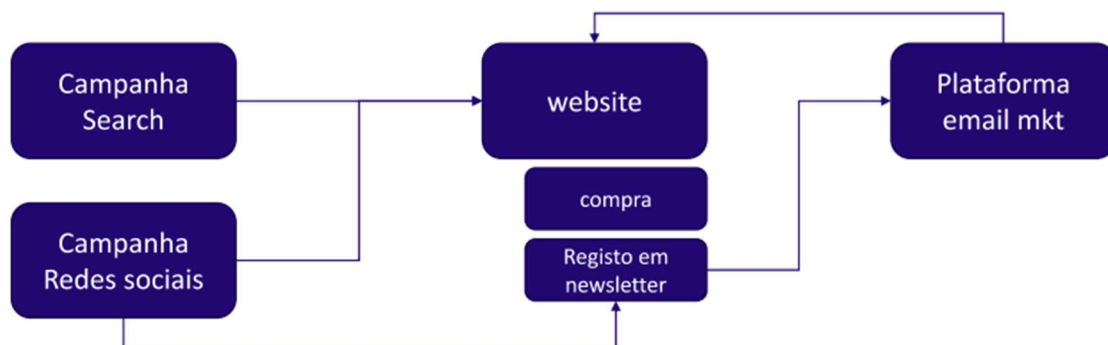 Campanha
Search
website
Plataforma
email mkt
compra
Campanha
Redes sociais
Registo em
newsletter